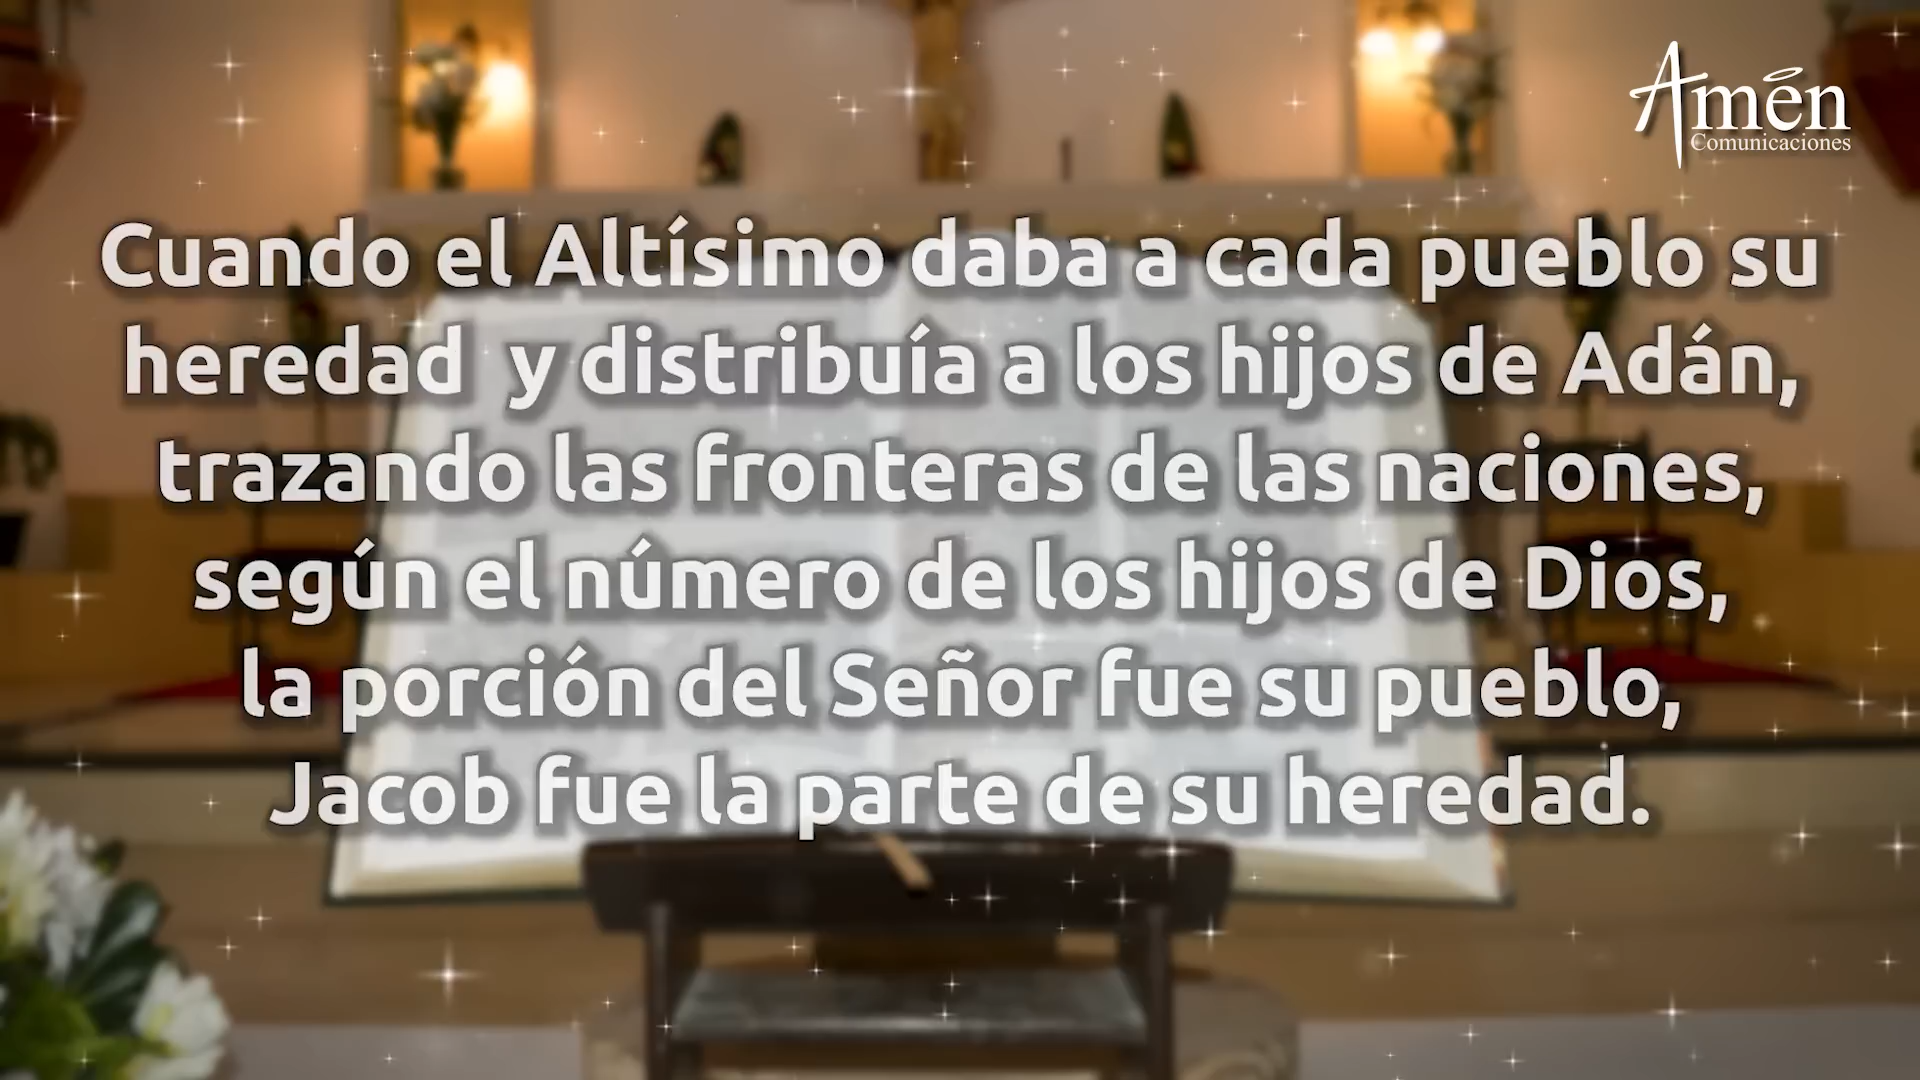 Amén
Comunicaciones
Cuando el Altísimo daba a cada pueblo su
heredad y distribuía a los hijos de Adán,
trazando las fronteras de las naciones,
según el número de los hijos de Dios,
la porción del Señor fue su pueblo,
Jacob fue la parte de su heredad.